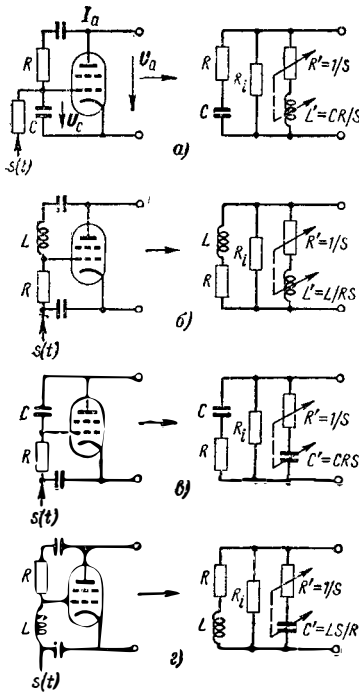 I_a
R
C
U_c
U_a
s(t)
а)
R
C
R_i
R'=1/S
L'=CR/S
L
R
s(t)
б)
L
R
R_i
R'=1/S
L'=L/RS
C
R
s(t)
в)
C
R
R_i
R'=1/S
C'=CRS
R
L
s(t)
г)
R
L
R_i
R'=1/S
C'=LS/R